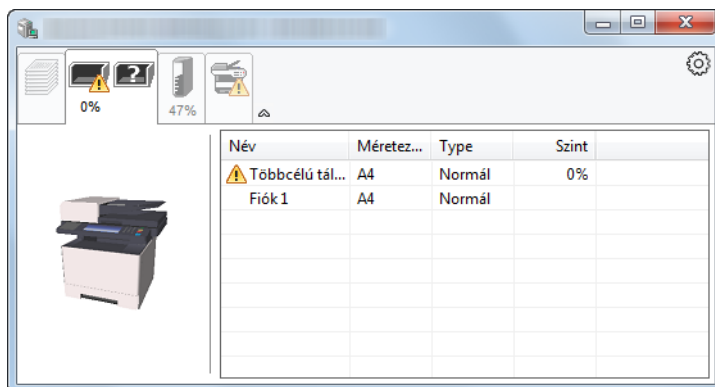 0%
47%
Név Méretez... Type Szint
Többcélú tál... A4 Normál 0%
Fiók 1 A4 Normál